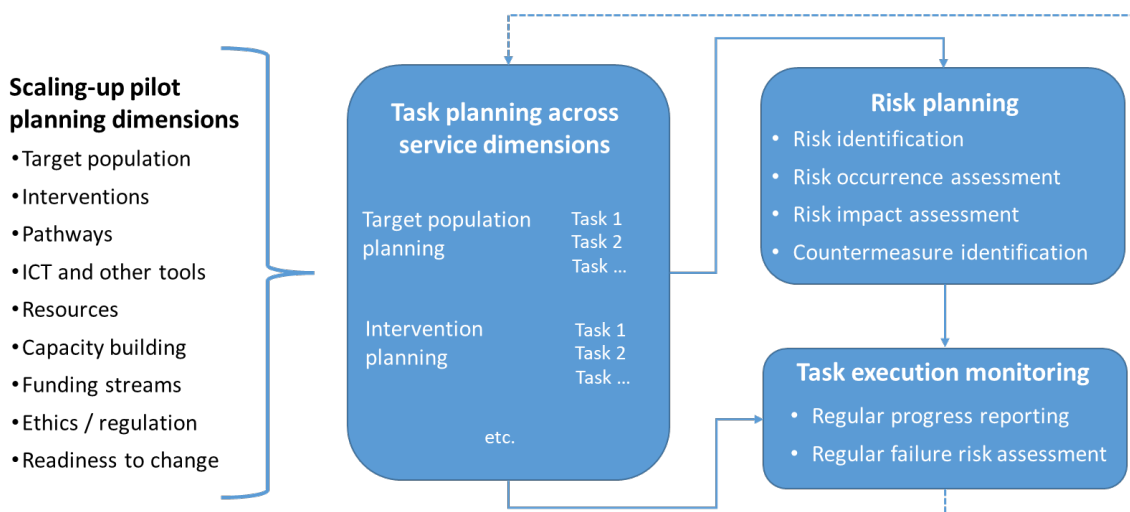 Scaling-up pilot
planning dimensions
•Target population
•Interventions
•Pathways
•ICT and other tools
•Resources
•Capacity building
•Funding streams
•Ethics / regulation
•Readiness to change
Task planning across
service dimensions
Target population
planning
Task 1
Task 2
Task ...
Intervention
planning
Task 1
Task 2
Task ...
etc.
Risk planning
• Risk identification
• Risk occurrence assessment
• Risk impact assessment
• Countermeasure identification
Task execution monitoring
• Regular progress reporting
• Regular failure risk assessment